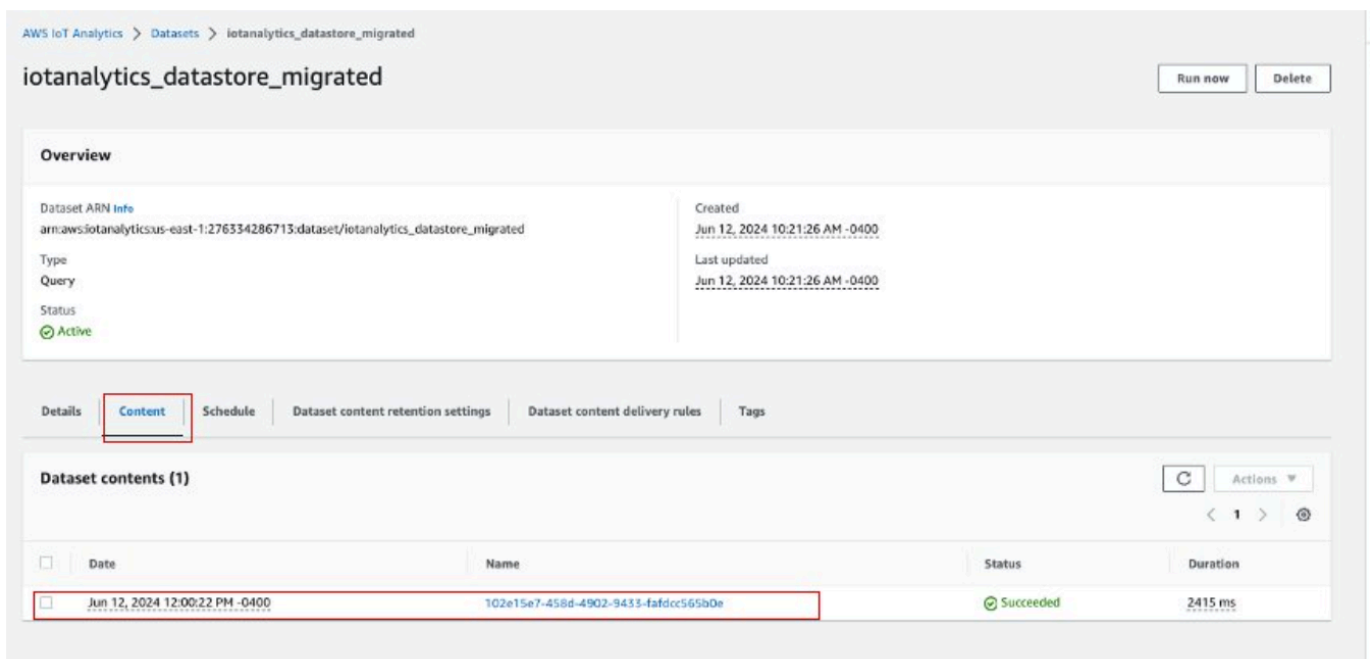 AWS IoT Analytics > Datasets > iotanalytics_datastore_migrated
iotanalytics_datastore_migrated
Run now
Delete
Overview
Dataset ARN Info
arn:aws:iotanalytics:us-east-1:276334286713:dataset/iotanalytics_datastore_migrated
Type
Query
Status
Active
Created
Jun 12, 2024 10:21:26 AM -0400
Last updated
Jun 12, 2024 10:21:26 AM -0400
Details Content Schedule Dataset content retention settings Dataset content delivery rules Tags
Dataset contents (1)
Actions
< 1 >
Date Name Status Duration
Jun 12, 2024 12:00:22 PM -0400 102e15e7-458d-4902-9433-fafdcc565b0e Succeeded 2415 ms